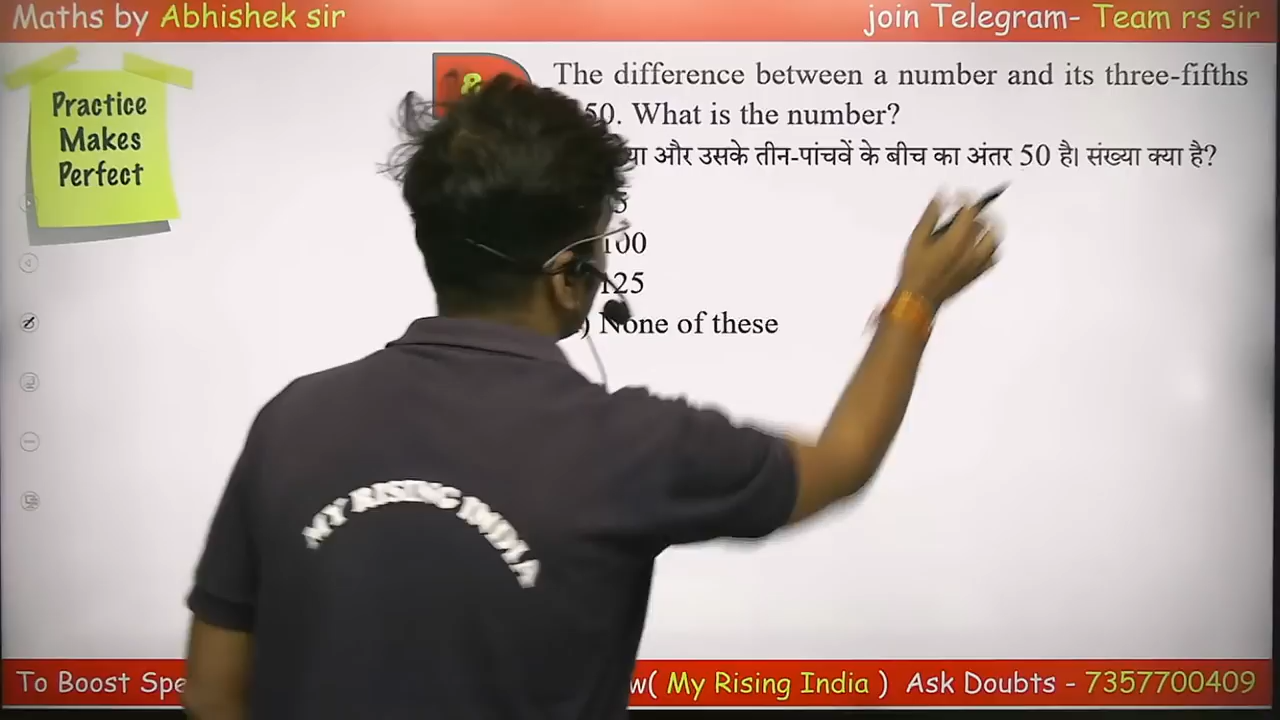 Maths by Abhishek sir
join Telegram- Team rs sir
Practice
Makes
Perfect
8
The difference between a number and its three-fifths
50. What is the number?
और उसके तीन-पांचवें के बीच का अंतर 50 है। संख्या क्या है?
100
125
None of these
MY RISING INDIA
To Boost
( My Rising India ) Ask Doubts - 7357700409